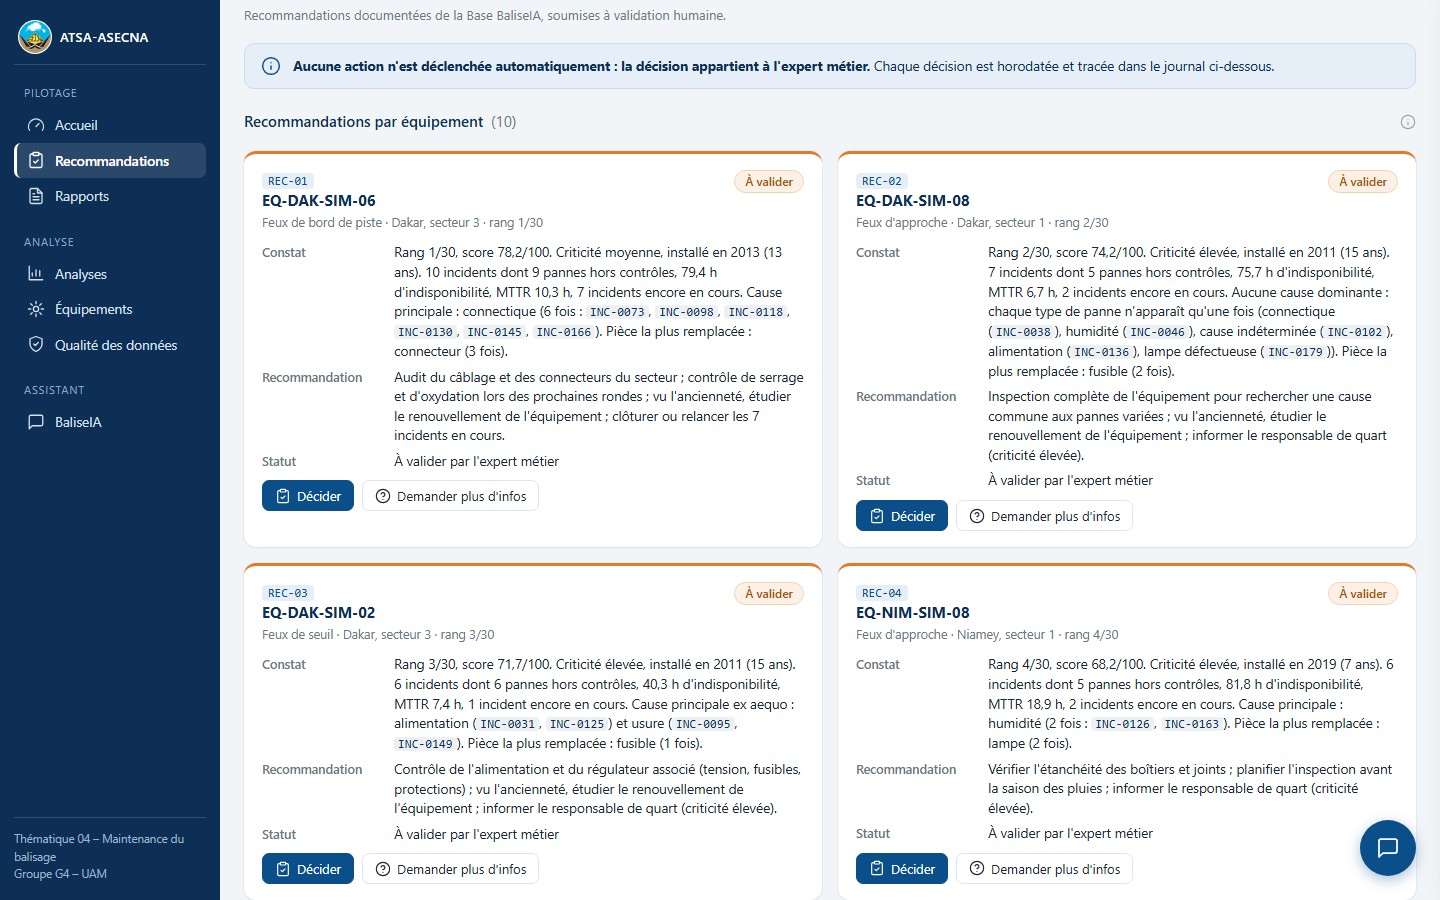 ATSA-ASECNA
PILOTAGE
Accueil
Recommandations
Rapports
ANALYSE
Analyses
Équipements
Qualité des données
ASSISTANT
BaliseIA
Thématique 04 – Maintenance du
balisage
Groupe G4 – UAM
Recommandations documentées de la Base BaliseIA, soumises à validation humaine.
Aucune action n'est déclenchée automatiquement : la décision appartient à l'expert métier. Chaque décision est horodatée et tracée dans le journal ci-dessous.
Recommandations par équipement (10)
REC-01
À valider
EQ-DAK-SIM-06
Feux de bord de piste · Dakar, secteur 3 · rang 1/30
Constat
Rang 1/30, score 78,2/100. Criticité moyenne, installé en 2013 (13
ans). 10 incidents dont 9 pannes hors contrôles, 79,4 h
d'indisponibilité, MTTR 10,3 h, 7 incidents encore en cours. Cause
principale : connectique (6 fois : INC-0073, INC-0098, INC-0118,
INC-0130, INC-0145, INC-0166). Pièce la plus remplacée :
connecteur (3 fois).
Recommandation
Audit du câblage et des connecteurs du secteur ; contrôle de serrage
et d'oxydation lors des prochaines rondes ; vu l'ancienneté, étudier
le renouvellement de l'équipement ; clôturer ou relancer les 7
incidents en cours.
Statut
À valider par l'expert métier
Décider
Demander plus d'infos
REC-02
À valider
EQ-DAK-SIM-08
Feux d'approche · Dakar, secteur 1 · rang 2/30
Constat
Rang 2/30, score 74,2/100. Criticité élevée, installé en 2011 (15 ans).
7 incidents dont 5 pannes hors contrôles, 75,7 h d'indisponibilité,
MTTR 6,7 h, 2 incidents encore en cours. Aucune cause dominante :
chaque type de panne n'apparaît qu'une fois (connectique
(INC-0038), humidité (INC-0046), cause indéterminée (INC-0102),
alimentation (INC-0136), lampe défectueuse (INC-0179)). Pièce la
plus remplacée : fusible (2 fois).
Recommandation
Inspection complète de l'équipement pour rechercher une cause
commune aux pannes variées ; vu l'ancienneté, étudier le
renouvellement de l'équipement ; informer le responsable de quart
(criticité élevée).
Statut
À valider par l'expert métier
Décider
Demander plus d'infos
REC-03
À valider
EQ-DAK-SIM-02
Feux de seuil · Dakar, secteur 3 · rang 3/30
Constat
Rang 3/30, score 71,7/100. Criticité élevée, installé en 2011 (15 ans).
6 incidents dont 6 pannes hors contrôles, 40,3 h d'indisponibilité,
MTTR 7,4 h, 1 incident encore en cours. Cause principale ex aequo :
alimentation (INC-0031, INC-0125) et usure (INC-0095,
INC-0149). Pièce la plus remplacée : fusible (1 fois).
Recommandation
Contrôle de l'alimentation et du régulateur associé (tension, fusibles,
protections) ; vu l'ancienneté, étudier le renouvellement de
l'équipement ; informer le responsable de quart (criticité élevée).
Statut
À valider par l'expert métier
Décider
Demander plus d'infos
REC-04
À valider
EQ-NIM-SIM-08
Feux d'approche · Niamey, secteur 1 · rang 4/30
Constat
Rang 4/30, score 68,2/100. Criticité élevée, installé en 2019 (7 ans). 6
incidents dont 5 pannes hors contrôles, 81,8 h d'indisponibilité,
MTTR 18,9 h, 2 incidents encore en cours. Cause principale :
humidité (2 fois : INC-0126, INC-0163). Pièce la plus remplacée :
lampe (2 fois).
Recommandation
Vérifier l'étanchéité des boîtiers et joints ; planifier l'inspection avant
la saison des pluies ; informer le responsable de quart (criticité
élevée).
Statut
À valider par l'expert métier
Décider
Demander plus d'infos